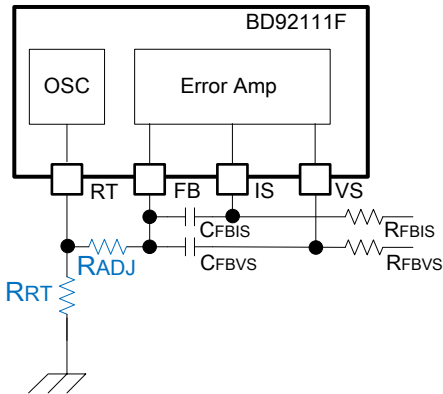 BD92111F
OSC
Error Amp
RT
FB
IS
VS
CFBIS
RFBIS
RADJ
CFBVS
RFBVS
RRT